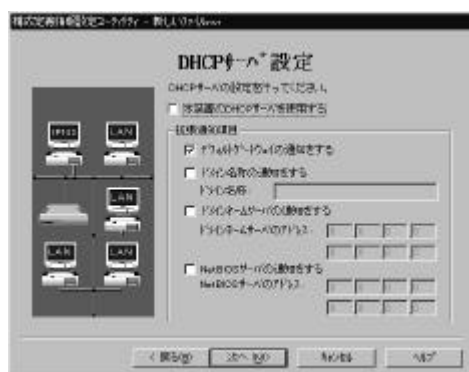 DHCPサーバ設定
DHCPサーバの設定を行ってください。
本装置のDHCPサーバを使用する
拡張通知項目
IPNSS LAN
デフォルトゲートウェイの通知をする
ドメイン名称の通知をする
ドメイン名称
LAN
ドメインネームサーバの通知をする
ドメインネームサーバのアドレス
LAN LAN
NetBIOSサーバの通知をする
NetBIOSサーバのアドレス
< 戻る(B) 次へ(N)> キャンセル ヘルプ